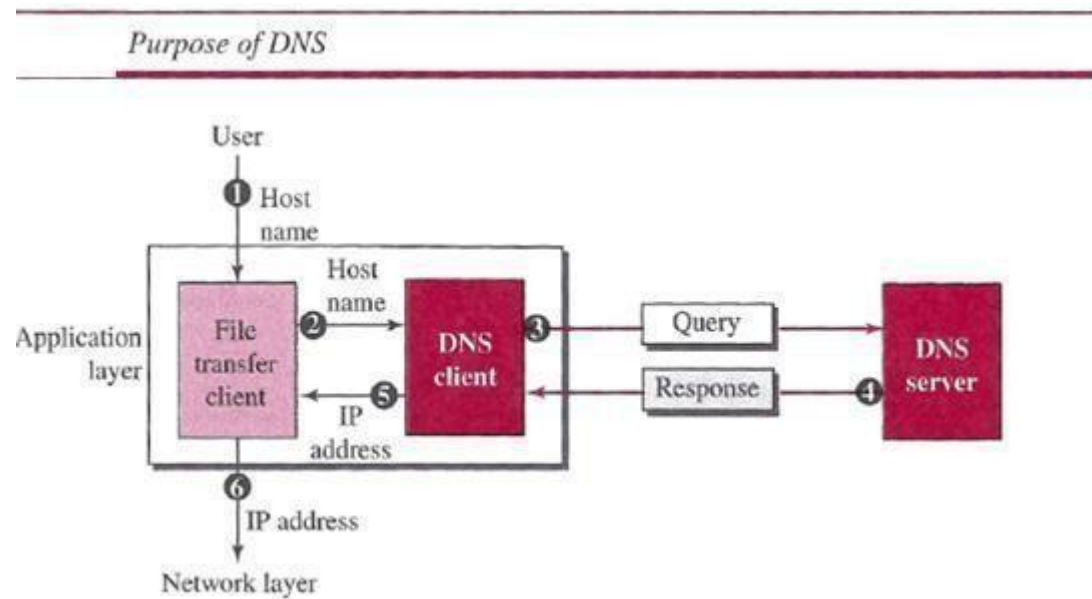 Purpose of DNS
User
1
Host
name
Application
layer
File
transfer
client
2
Host
name
DNS
client
3
Query
DNS
server
4
Response
5
IP
address
6
IP address
Network layer